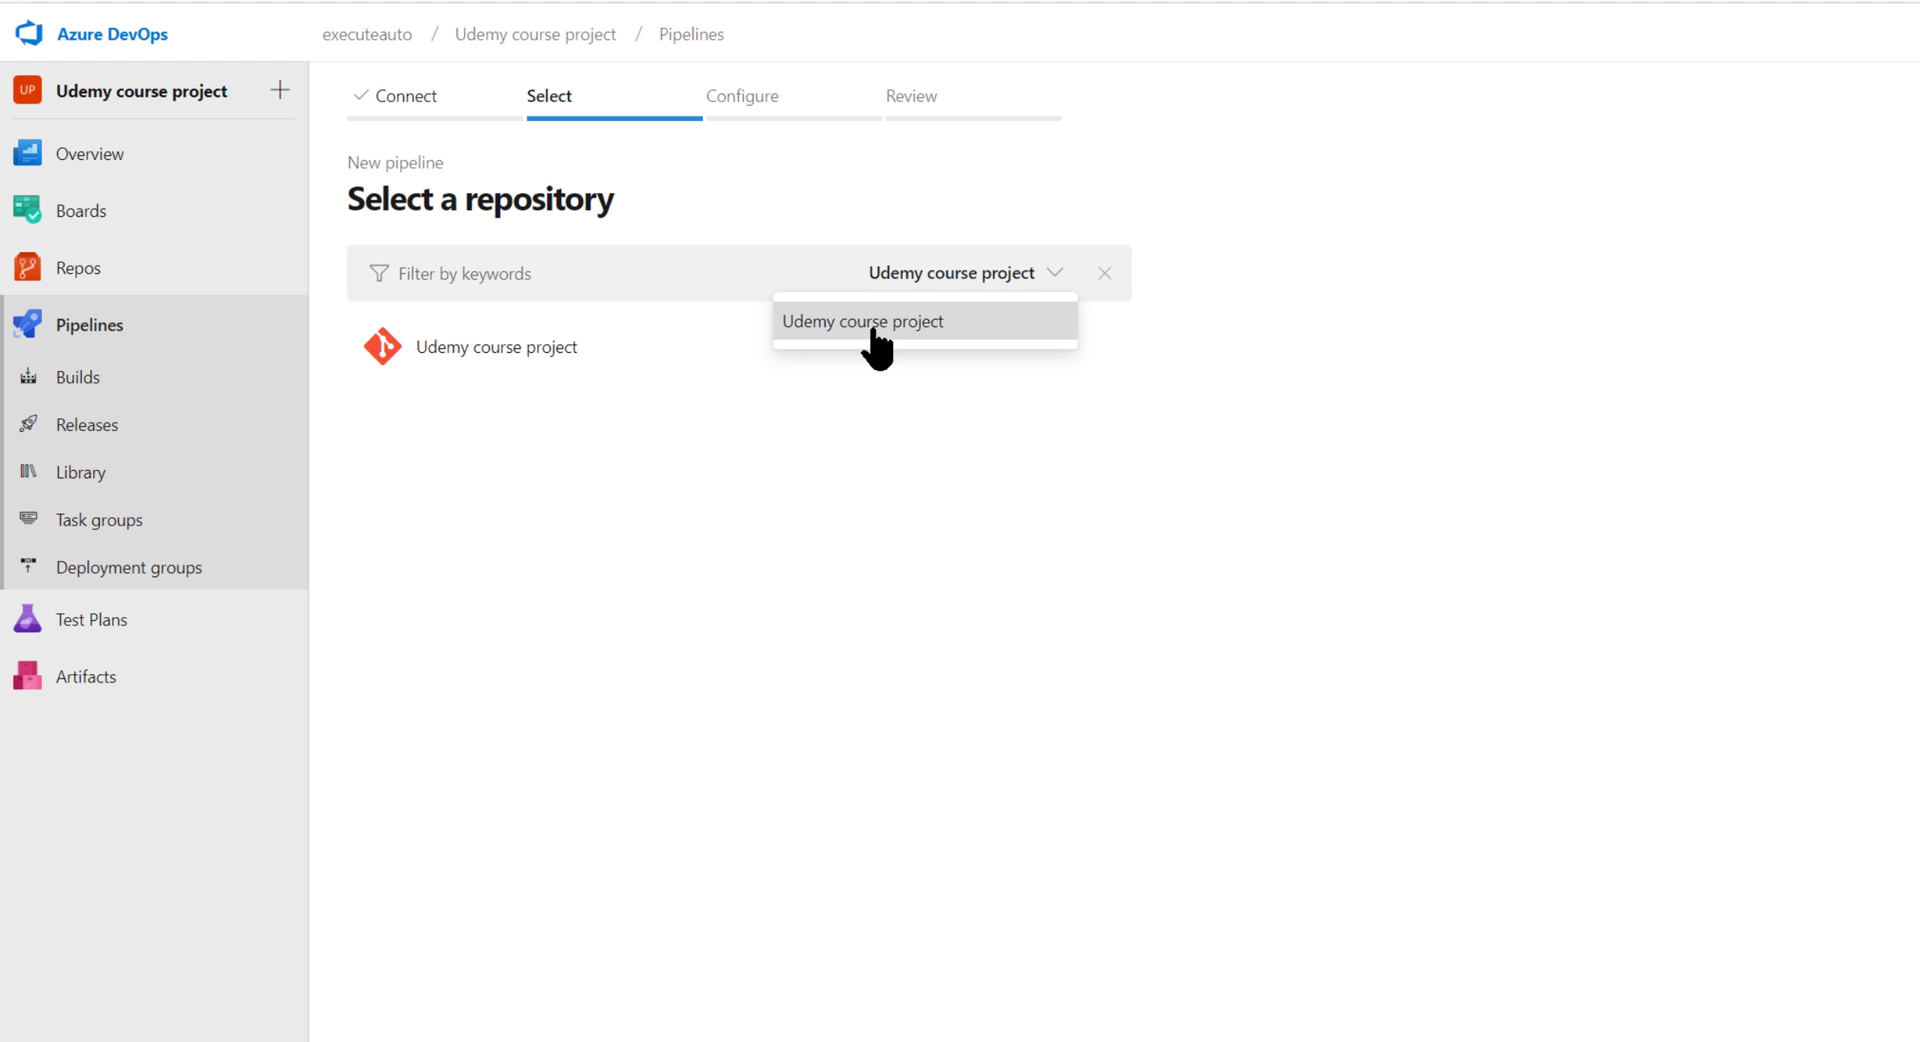 Azure DevOps
executeauto / Udemy course project / Pipelines
UP Udemy course project
Overview
Boards
Repos
Pipelines
Builds
Releases
Library
Task groups
Deployment groups
Test Plans
Artifacts
Connect Select Configure Review
New pipeline
Select a repository
Filter by keywords Udemy course project
Udemy course project
Udemy course project